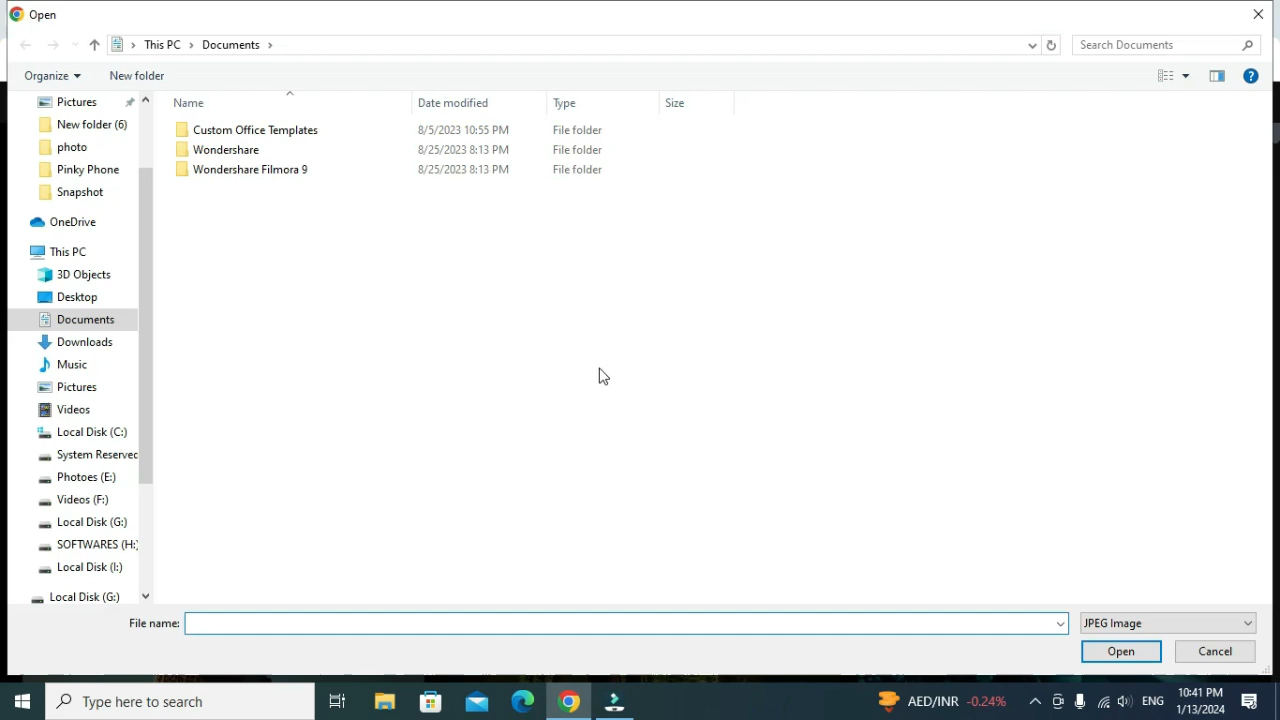 Open
This PC > Documents >
Search Documents
Organize
New folder
Pictures
New folder (6)
photo
Pinky Phone
Snapshot
OneDrive
This PC
3D Objects
Desktop
Documents
Downloads
Music
Pictures
Videos
Local Disk (C:)
System Reserved
Photoes (E:)
Videos (F:)
Local Disk (G:)
SOFTWARES (H:)
Local Disk (I:)
Local Disk (G:)
Name Date modified Type Size
Custom Office Templates 8/5/2023 10:55 PM File folder
Wondershare 8/25/2023 8:13 PM File folder
Wondershare Filmora 9 8/25/2023 8:13 PM File folder
File name:
JPEG Image
Open Cancel
Type here to search
AED/INR -0.24%
ENG
10:41 PM
1/13/2024